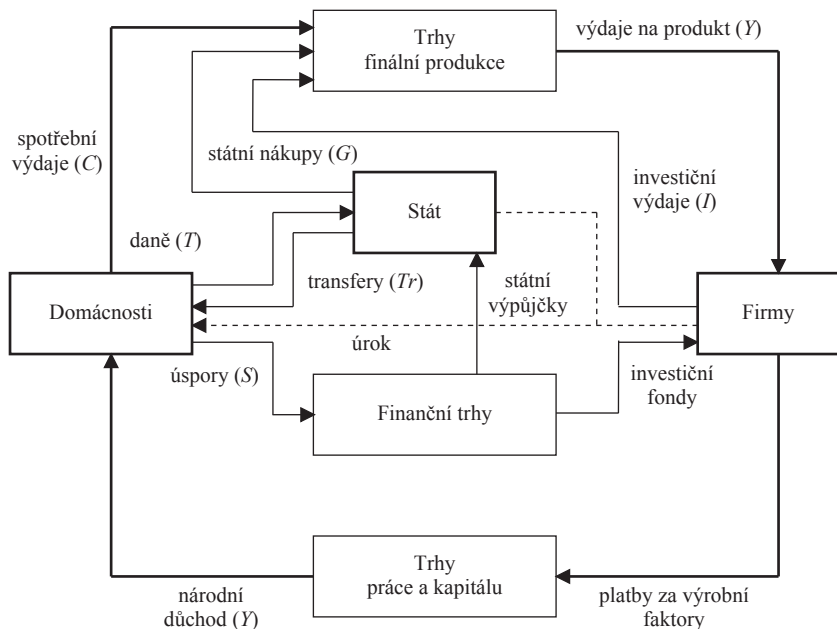 Trhy
finální produkce
výdaje na produkt (Y)
spotřební
výdaje (C)
státní nákupy (G)
investiční
výdaje (I)
Stát
daně (T)
transfery (Tr)
státní
výpůjčky
Domácnosti
Firmy
úrok
úspory (S)
Finanční trhy
investiční
fondy
Trhy
práce a kapitálu
národní
důchod (Y)
platby za výrobní
faktory